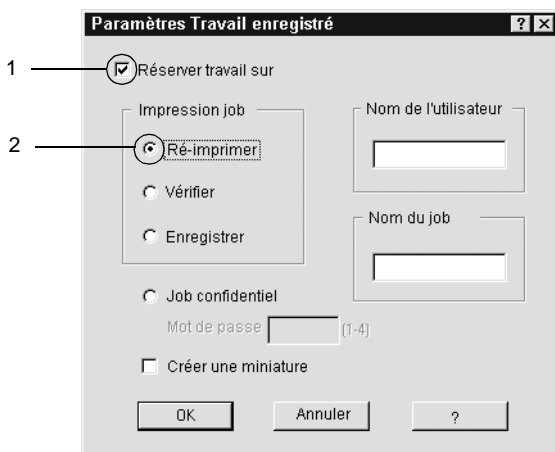 Paramètres Travail enregistré
1
Réserver travail sur
Impression job
Nom de l'utilisateur
2
Ré-imprimer
Vérifier
Nom du job
Enregistrer
Job confidentiel
Mot de passe (1-4)
Créer une miniature
OK Annuler ?